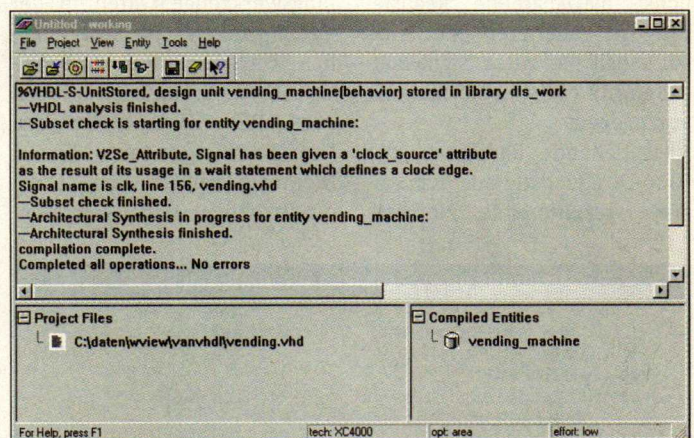 Untitled - working
File Project View Entity Tools Help
%VHDL-S-UnitStored, design unit vending_machine(behavior) stored in library dls_work
—VHDL analysis finished.
—Subset check is starting for entity vending_machine:
Information: V2Se_Attribute, Signal has been given a 'clock_source' attribute
as the result of its usage in a wait statement which defines a clock edge.
Signal name is clk, line 156, vending.vhd
—Subset check finished.
—Architectural Synthesis in progress for entity vending_machine:
—Architectural Synthesis finished.
compilation complete.
Completed all operations... No errors
Project Files
C:\daten\wview\vanvhdl\vending.vhd
Compiled Entities
vending_machine
For Help, press F1 tech: XC4000 opt: area effort: low